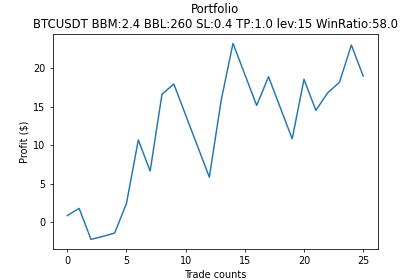 Portfolio
BTCUSDT BBM:2.4 BBL:260 SL:0.4 TP:1.0 lev:15 WinRatio:58.0
20
15
10
5
0
Profit ($)
0 5 10 15 20 25
Trade counts